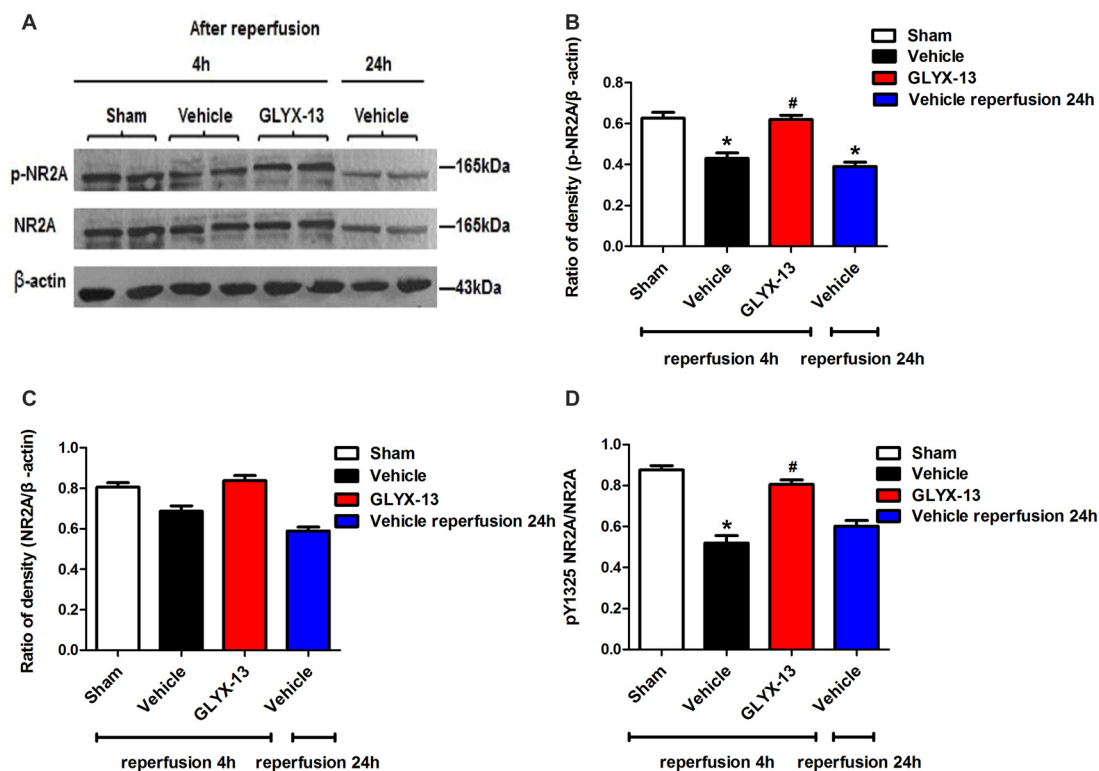 A
After reperfusion
4h 24h
Sham Vehicle GLYX-13 Vehicle
p-NR2A 165kDa
NR2A 165kDa
β-actin 43kDa
B
Sham
Vehicle
GLYX-13
Vehicle reperfusion 24h
Ratio of density (p-NR2A/β -actin)
0.8
0.6
0.4
0.2
0.0
* # *
Sham Vehicle GLYX-13 Vehicle
reperfusion 4h reperfusion 24h
C
Sham
Vehicle
GLYX-13
Vehicle reperfusion 24h
Ratio of density (NR2A/β -actin)
1.0
0.8
0.6
0.4
0.2
0.0
Sham Vehicle GLYX-13 Vehicle
reperfusion 4h reperfusion 24h
D
Sham
Vehicle
GLYX-13
Vehicle reperfusion 24h
pY1325 NR2A/NR2A
1.0
0.8
0.6
0.4
0.2
0.0
* #
Sham Vehicle GLYX-13 Vehicle
reperfusion 4h reperfusion 24h